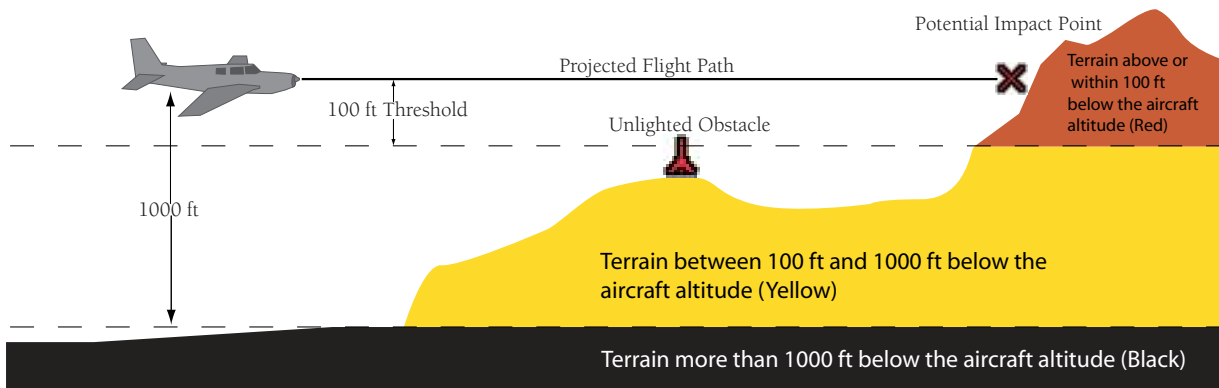 Potential Impact Point
Projected Flight Path
Terrain above or
within 100 ft
below the aircraft
altitude (Red)
100 ft Threshold
Unlighted Obstacle
1000 ft
Terrain between 100 ft and 1000 ft below the
aircraft altitude (Yellow)
Terrain more than 1000 ft below the aircraft altitude (Black)